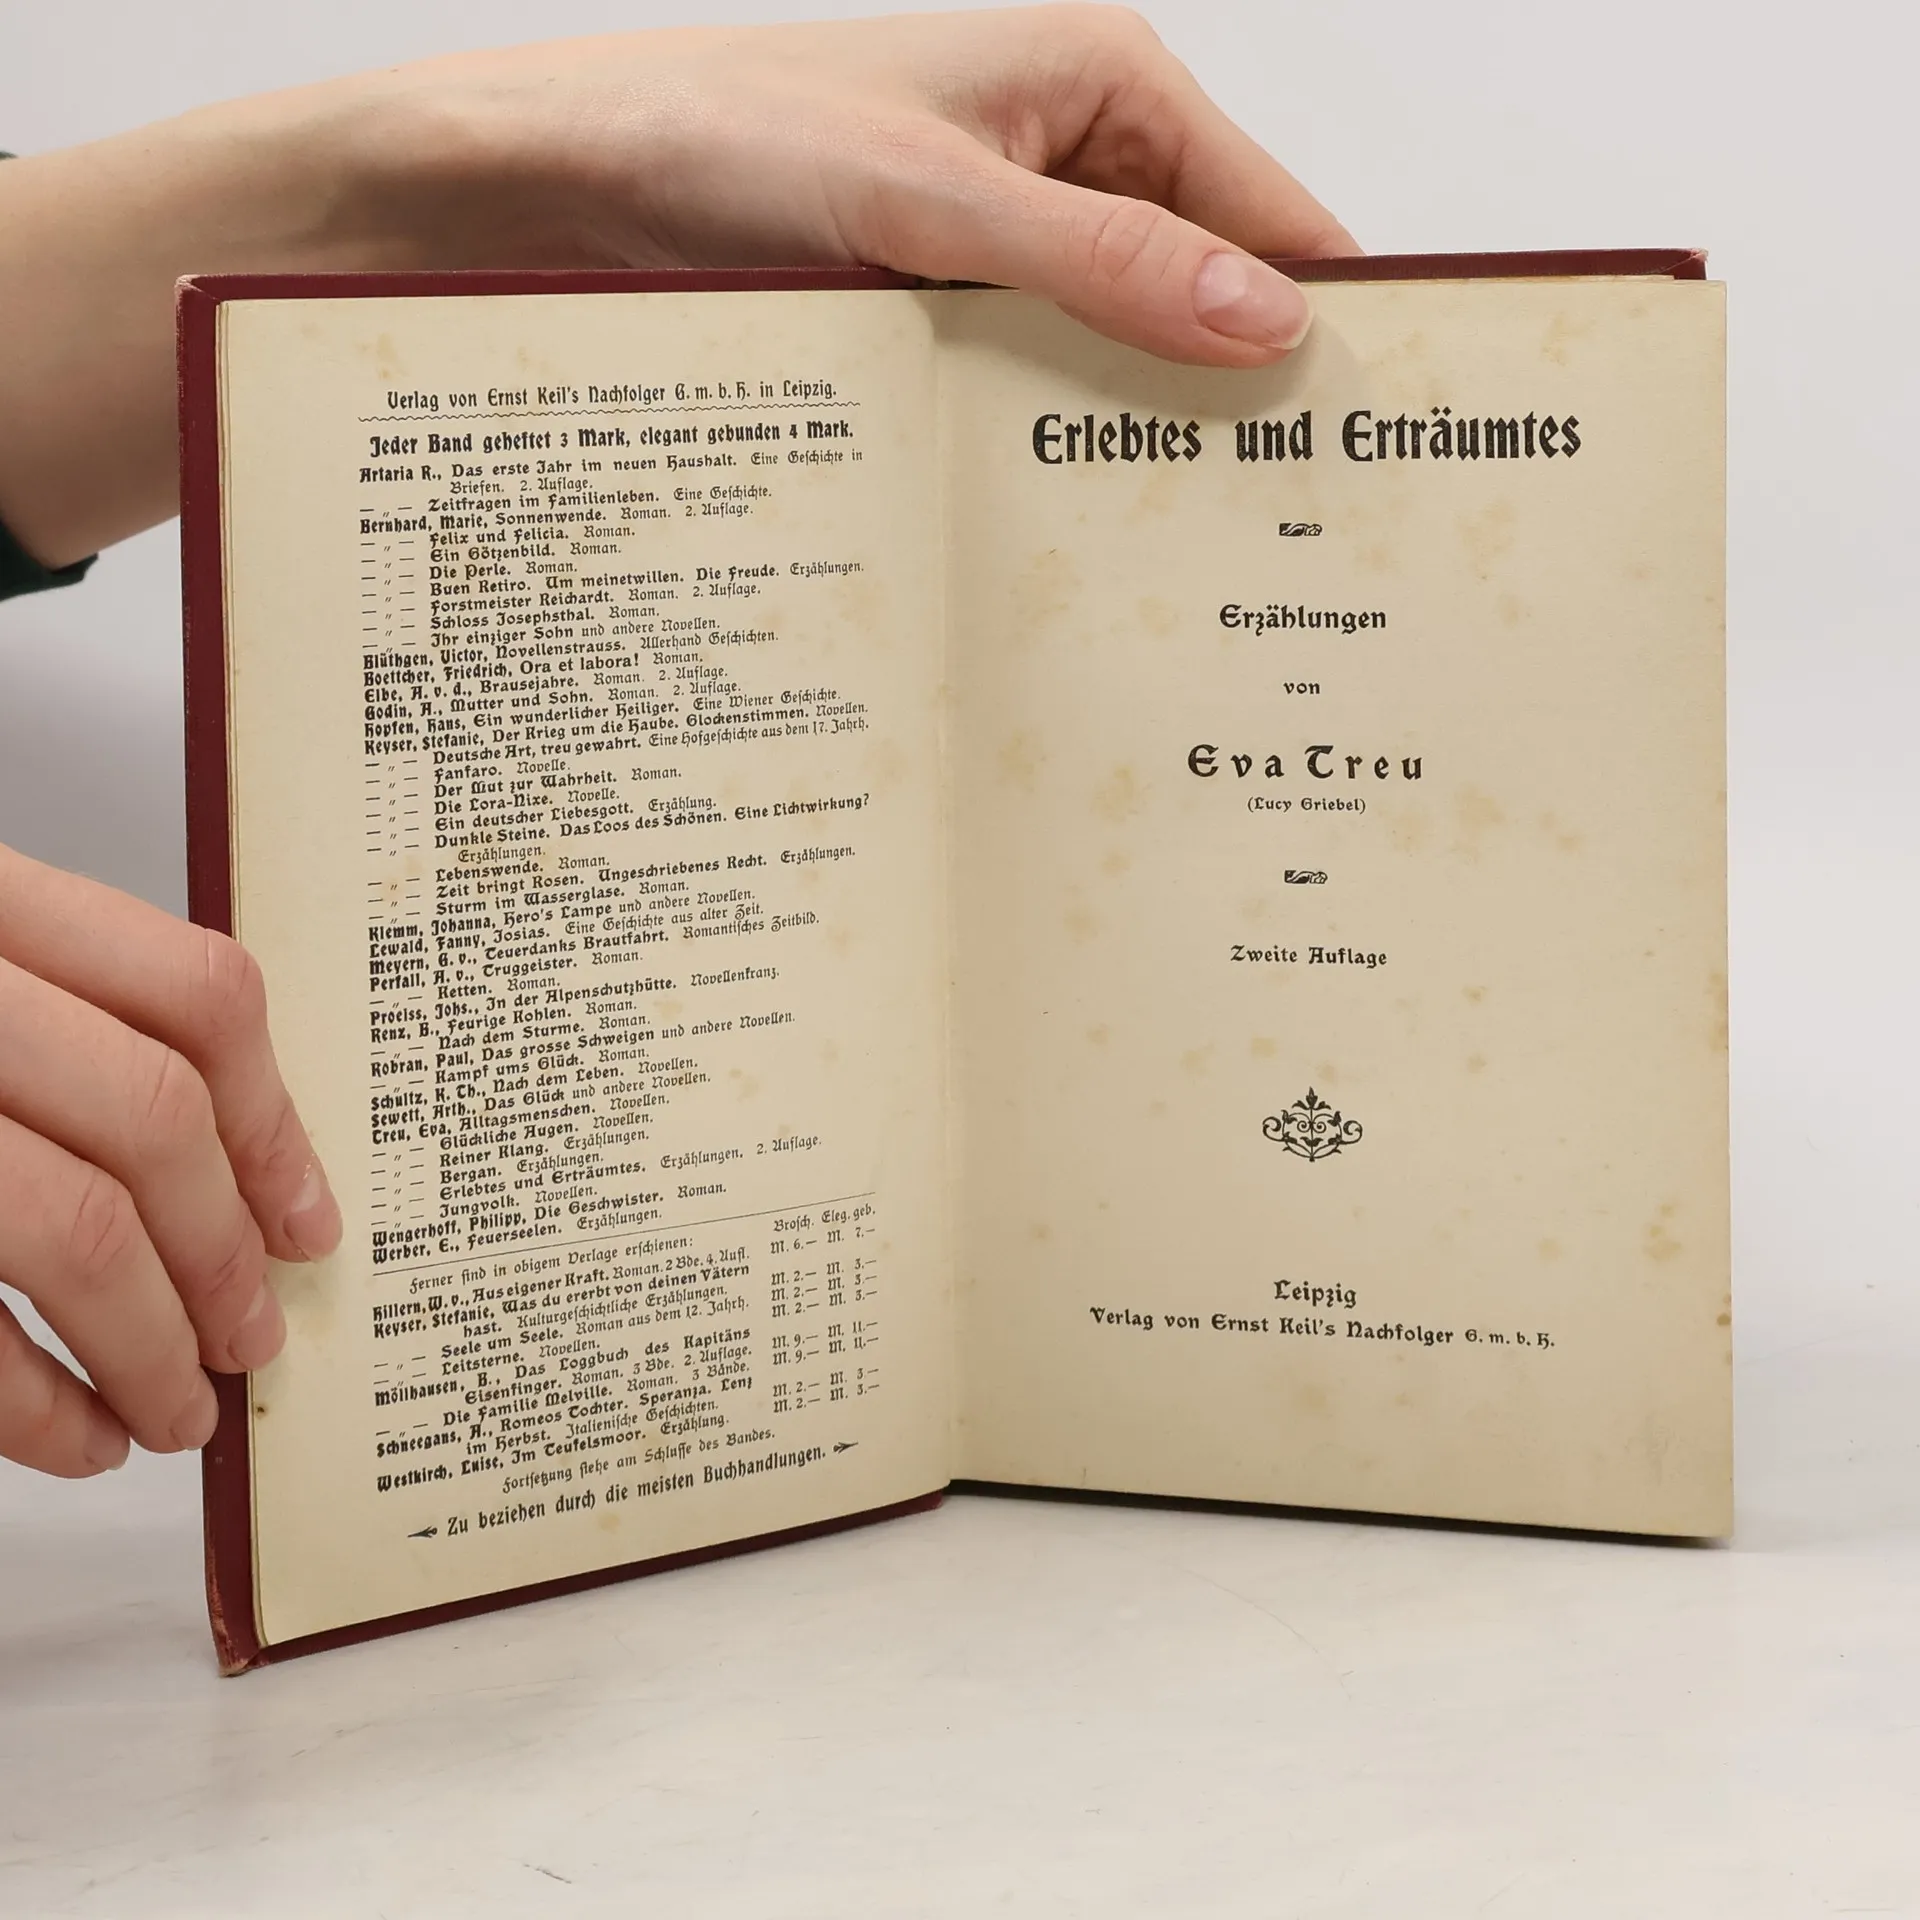 Verlag von Ernst Keil's Nachfolger G. m. b. H. in Leipzig.
Jeder Band geheftet 3 Mark, elegant gebunden 4 Mark.
Artaria R., Das erste Jahr im neuen Haushalt. Eine Geschichte in
Briefen. 2. Auflage.
— „ — Zeitfragen im Familienleben. Eine Geschichte.
Bernhard, Marie, Sonnenwende. Roman. 2. Auflage.
— „ — Felix und Felicia. Roman.
— „ — Ein Götzenbild. Roman.
— „ — Die Perle. Roman.
— „ — Buen Retiro. Um meinetwillen. Die Freude. Erzählungen.
— „ — Forstmeister Reichardt. Roman. 2. Auflage.
— „ — Schloss Josephsthal. Roman.
— „ — Ihr einziger Sohn und andere Novellen.
Blüthgen, Victor, Novellenstrauss. Allerhand Geschichten.
Boettcher, Friedrich, Ora et labora! Roman.
Elbe, A. v. d., Brausejahre. Roman. 2. Auflage.
Godin, A., Mutter und Sohn. Roman. 2. Auflage.
Hopfen, Hans, Ein wunderlicher Heiliger. Eine Wiener Geschichte.
Keyser, Stefanie, Der Krieg um die Haube. Glockenstimmen. Novellen.
— „ — Deutsche Art, treu gewahrt. Eine Hofgeschichte aus dem 17. Jahrh.
— „ — Fanfaro. Novelle.
— „ — Der Mut zur Wahrheit. Roman.
— „ — Die Lora-Nixe. Novelle.
— „ — Ein deutscher Liebesgott. Erzählung.
— „ — Dunkle Steine. Das Loos des Schönen. Eine Lichtwirkung?
Erzählungen.
— „ — Lebenswende. Roman.
— „ — Zeit bringt Rosen. Ungeschriebenes Recht. Erzählungen.
— „ — Sturm im Wasserglase. Roman.
Klemm, Johanna, Hero's Lampe und andere Novellen.
Lewald, Fanny, Josias. Eine Geschichte aus alter Zeit.
Meyern, G. v., Teuerdanks Brautfahrt. Romantisches Zeitbild.
Perfall, A. v., Truggeister. Roman.
— „ — Ketten. Roman.
Proelss, Johs., In der Alpenschutzhütte. Novellenkranz.
Renz, B., Feurige Kohlen. Roman.
— „ — Nach dem Sturme. Roman.
Robran, Paul, Das grosse Schweigen und andere Novellen.
— „ — Kampf ums Glück. Roman.
Schultz, K. Th., Nach dem Leben. Novellen.
Sewett, Arth., Das Glück und andere Novellen.
Treu, Eva, Alltagsmenschen. Novellen.
— „ — Glückliche Augen. Novellen.
— „ — Reiner Klang. Erzählungen.
— „ — Bergan. Erzählungen.
— „ — Erlebtes und Erträumtes. Erzählungen. 2. Auflage.
— „ — Jungvolk. Novellen.
Wengerhoff, Philipp, Die Geschwister. Roman.
Werber, E., Feuerseelen. Erzählungen.
Ferner sind in obigem Verlage erschienen: Brosch. Eleg. geb.
Hillern, W. v., Aus eigener Kraft. Roman. 2 Bde. 4. Aufl. M. 6.— M. 7.—
Keyser, Stefanie, Was du ererbt von deinen Vätern
hast. Kulturgeschichtliche Erzählungen. M. 2.— M. 3.—
— „ — Seele um Seele. Roman aus dem 12. Jahrh. M. 2.— M. 3.—
— „ — Leitsterne. Novellen. M. 2.— M. 3.—
Möllhausen, B., Das Loggbuch des Kapitäns
Eisenfinger. Roman. 3 Bde. 2. Auflage. M. 9.— M. 11.—
— „ — Die Familie Melville. Roman. 3 Bände. M. 9.— M. 11.—
Schneegans, A., Romeos Tochter. Speranza. Lenz
im Herbst. Italienische Geschichten. M. 2.— M. 3.—
Westkirch, Luise, Im Teufelsmoor. Erzählung. M. 2.— M. 3.—
Fortsetzung siehe am Schlusse des Bandes.
Zu beziehen durch die meisten Buchhandlungen.
Erlebtes und Erträumtes
Erzählungen
von
Eva Treu
(Lucy Griebel)
Zweite Auflage
Leipzig
Verlag von Ernst Keil's Nachfolger G. m. b. H.